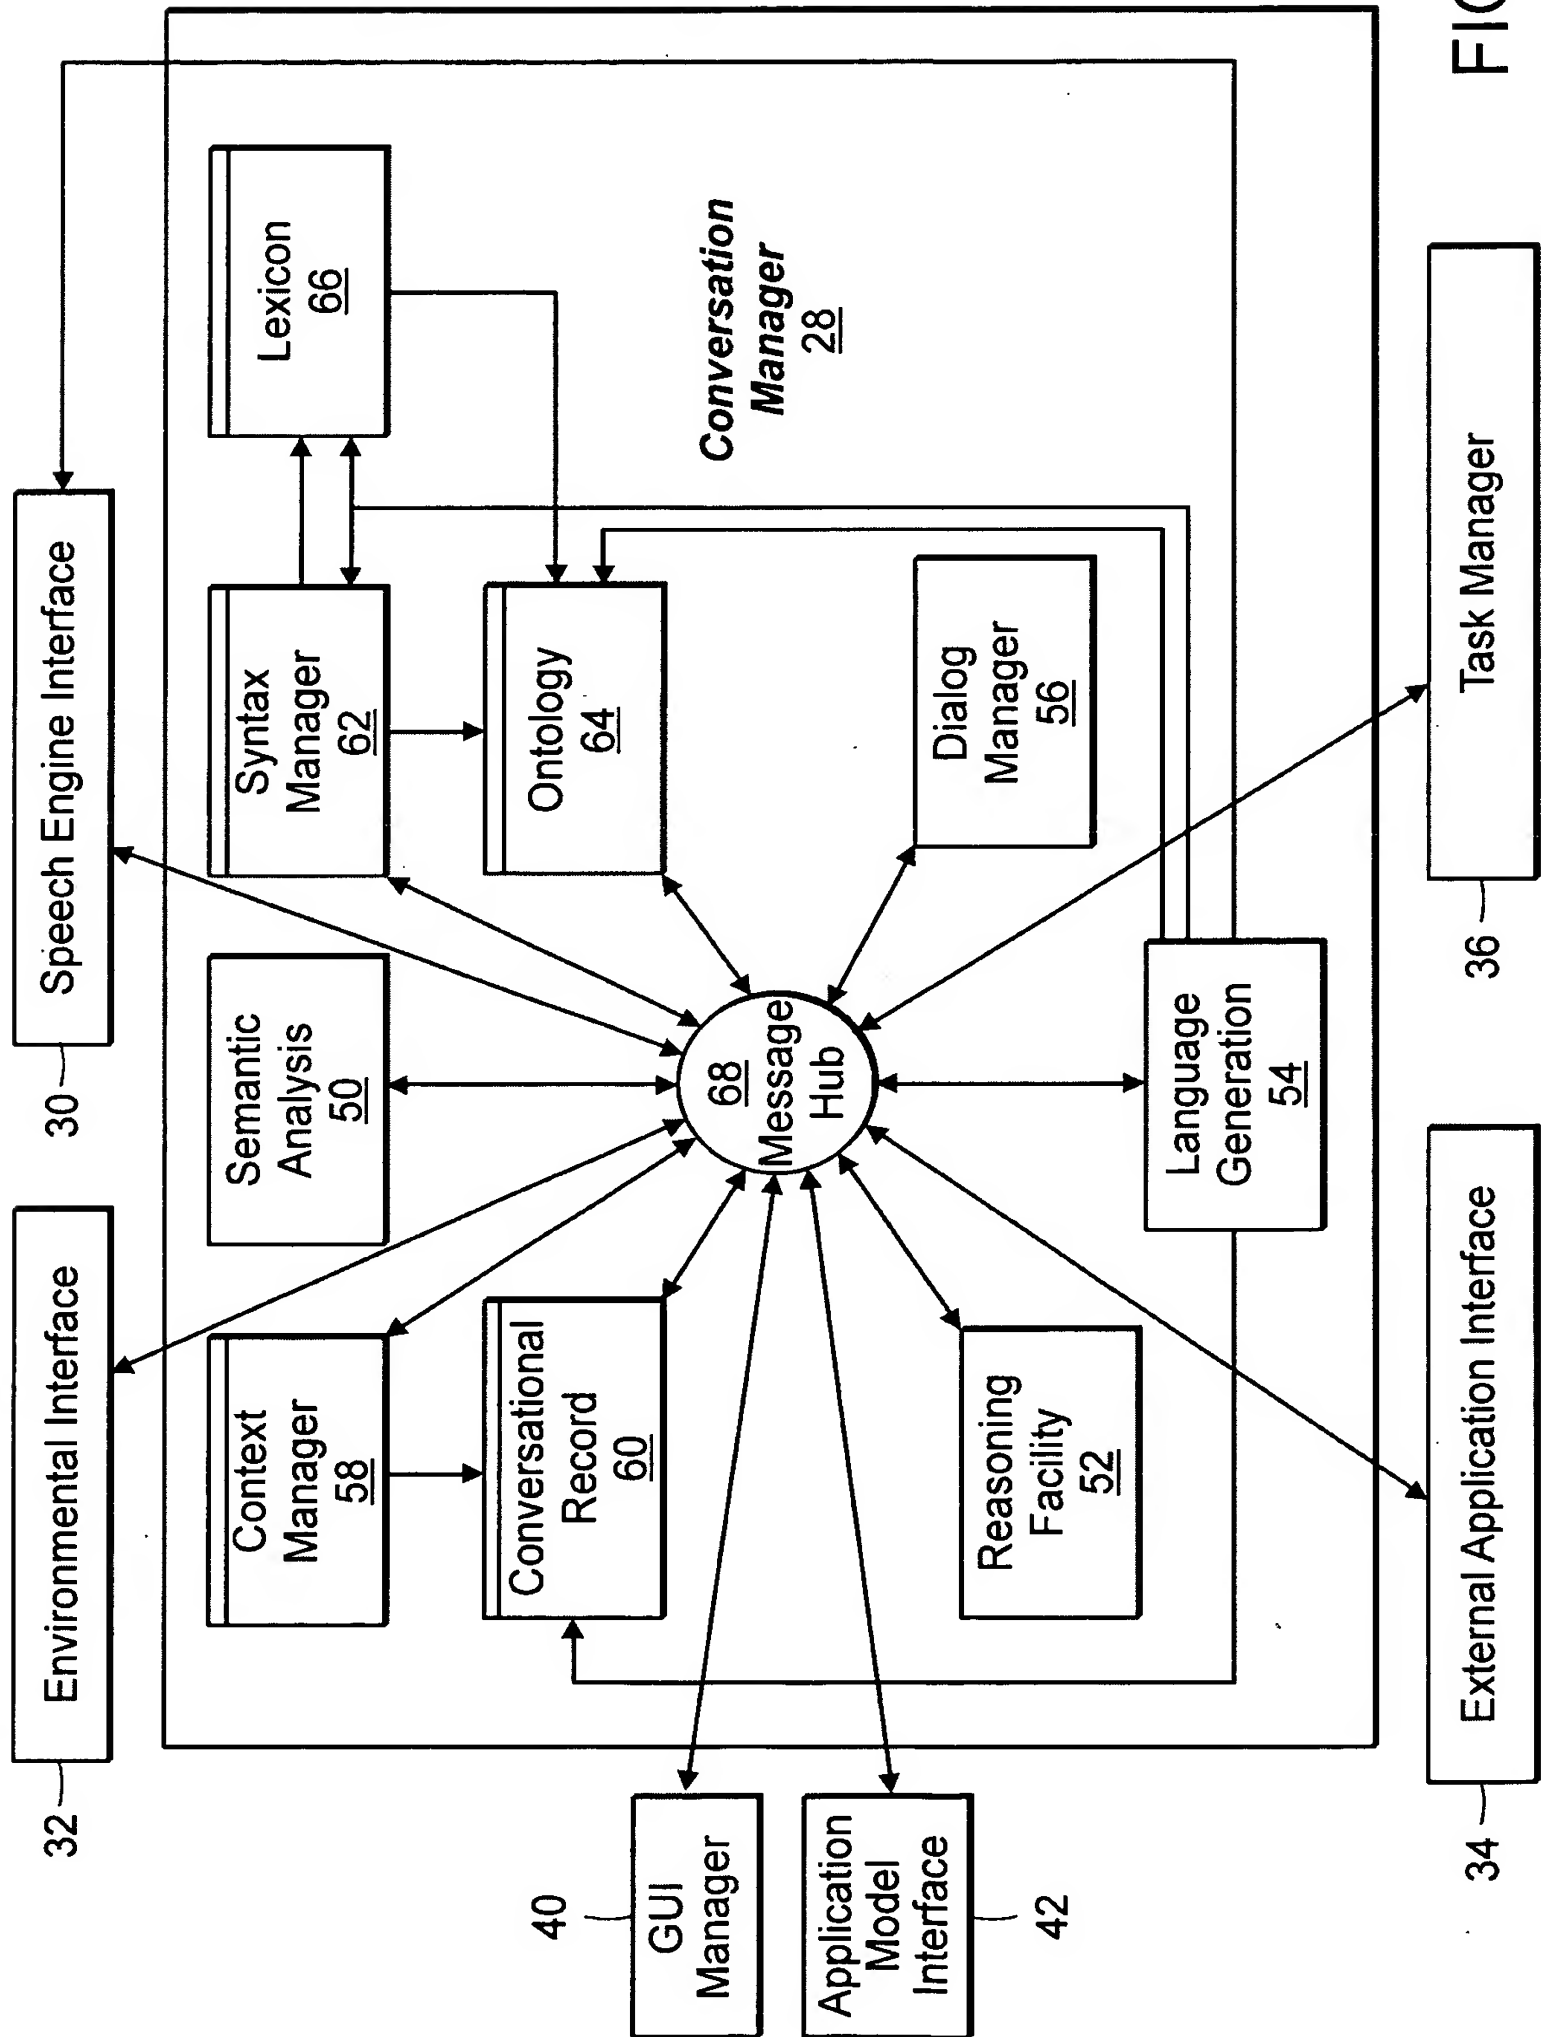 32
Environmental Interface
30
Speech Engine Interface
Context
Manager
58
Semantic
Analysis
50
Syntax
Manager
62
Lexicon
66
Conversational
Record
60
Ontology
64
40
GUI
Manager
68
Message
Hub
Conversation
Manager
28
Application
Model
Interface
42
Reasoning
Facility
52
Dialog
Manager
56
Language
Generation
54
External Application Interface
34
Task Manager
36